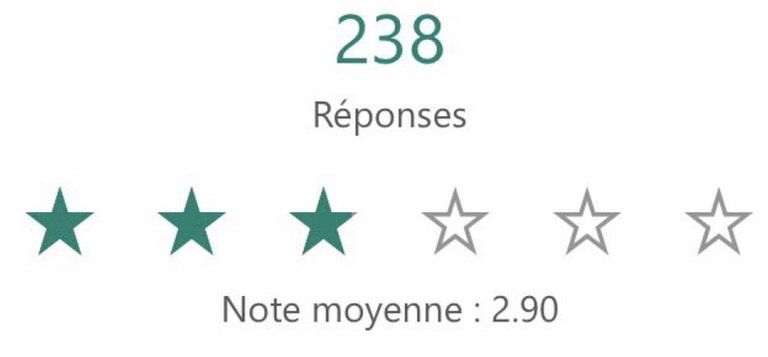 238
Réponses
Note moyenne : 2.90